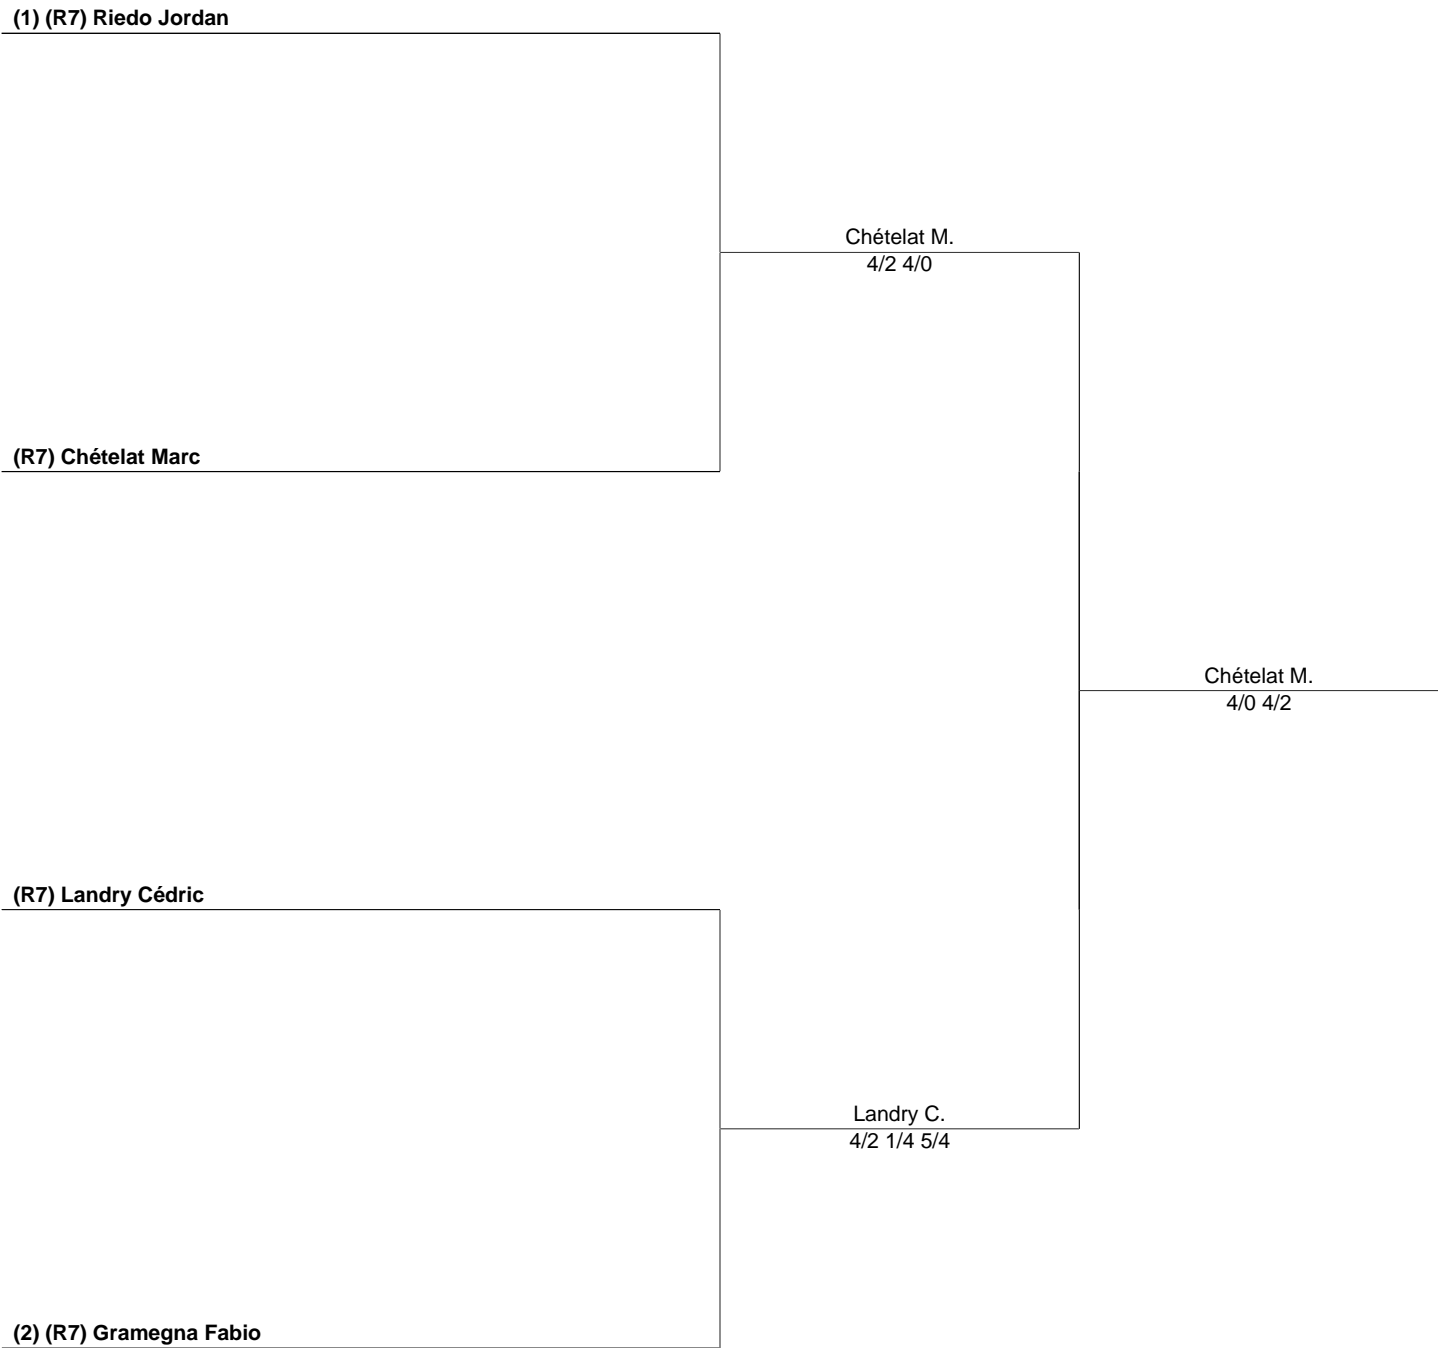 (1) (R7) Riedo Jordan
Chételat M.
4/2 4/0
(R7) Chételat Marc
Chételat M.
4/0 4/2
(R7) Landry Cédric
Landry C.
4/2 1/4 5/4
(2) (R7) Gramegna Fabio